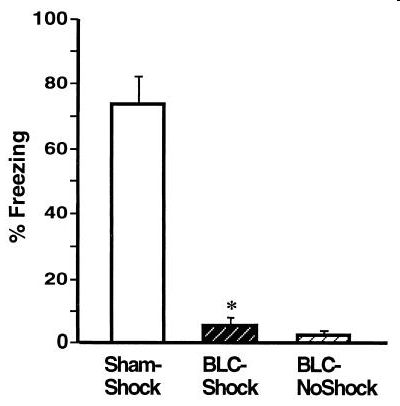 100
80
60
40
20
0
% Freezing
*
Sham-
Shock
BLC-
Shock
BLC-
NoShock